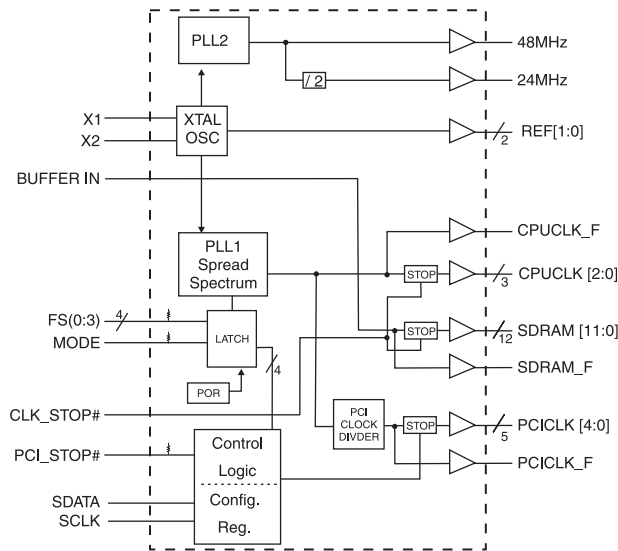 PLL2
48MHz
/ 2
24MHz
X1
X2
XTAL
OSC
REF[1:0]
2
BUFFER IN
PLL1
Spread
Spectrum
CPUCLK_F
STOP
CPUCLK [2:0]
3
FS(0:3)
4
MODE
LATCH
STOP
SDRAM [11:0]
12
4
SDRAM_F
POR
CLK_STOP#
PCI
CLOCK
DIVDER
STOP
PCICLK [4:0]
5
PCI_STOP#
Control
Logic
PCICLK_F
SDATA
SCLK
Config.
Reg.